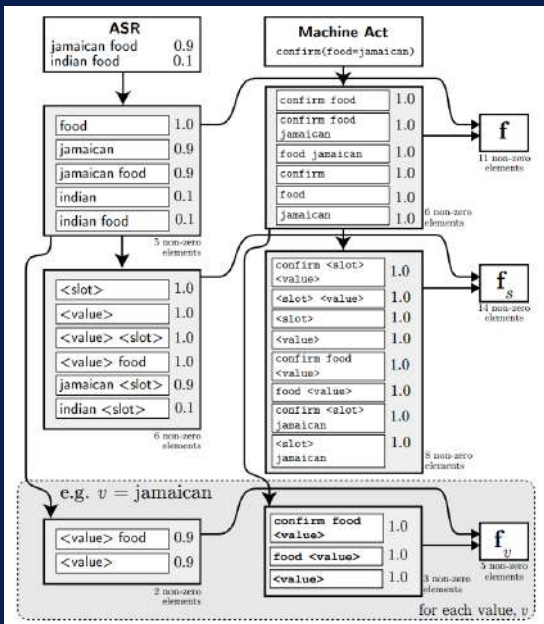 ASR
jamaican food 0.9
indian food 0.1
Machine Act
confirm(food=jamaican)
food 1.0
jamaican 0.9
jamaican food 0.9
indian 0.1
indian food 0.1
5 non-zero
elements
confirm food 1.0
confirm food
jamaican 1.0
food jamaican 1.0
confirm 1.0
food 1.0
jamaican 1.0
6 non-zero
elements
f
11 non-zero
elements
<slot> 1.0
<value> 1.0
<value> <slot> 1.0
<value> food 1.0
jamaican <slot> 0.9
indian <slot> 0.1
6 non-zero
elements
confirm <slot>
<value> 1.0
<slot> <value> 1.0
<slot> 1.0
<value> 1.0
confirm food
<value> 1.0
food <value> 1.0
confirm <slot>
jamaican 1.0
<slot>
jamaican 1.0
8 non-zero
elements
f_s
14 non-zero
elements
e.g. v = jamaican
<value> food 0.9
<value> 0.9
2 non-zero
elements
confirm food
<value> 1.0
food <value> 1.0
<value> 1.0
3 non-zero
elements
f_v
5 non-zero
elements
for each value, v